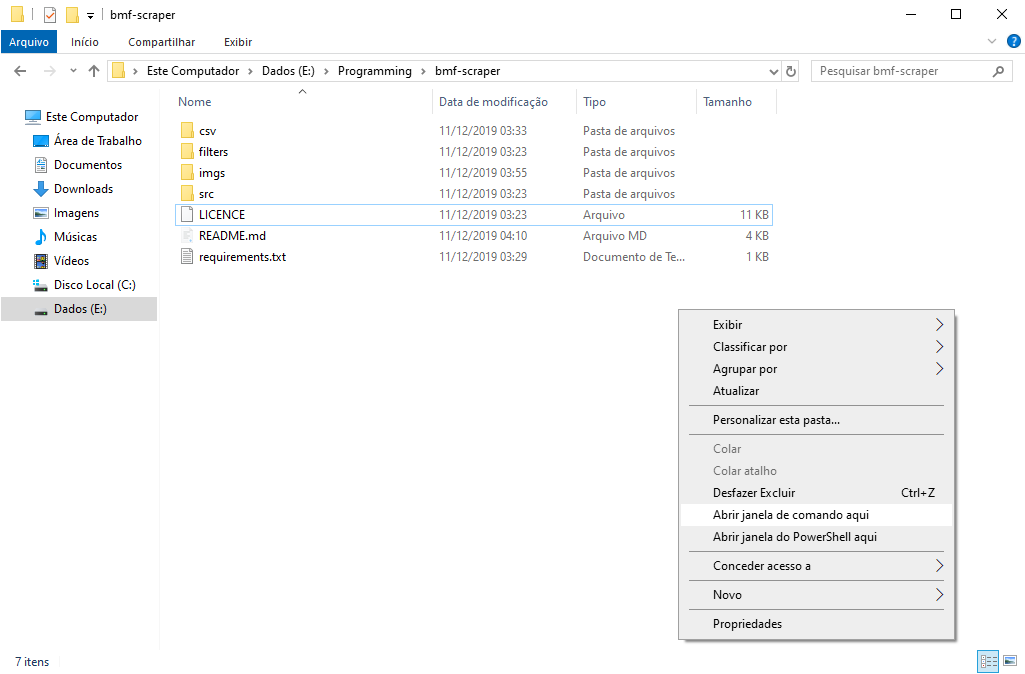 bmf-scraper
Arquivo Início Compartilhar Exibir
Este Computador Dados (E:) Programming bmf-scraper Pesquisar bmf-scraper
Este Computador
Área de Trabalho
Documentos
Downloads
Imagens
Músicas
Vídeos
Disco Local (C:)
Dados (E:)
Nome Data de modificação Tipo Tamanho
csv 11/12/2019 03:33 Pasta de arquivos
filters 11/12/2019 03:23 Pasta de arquivos
imgs 11/12/2019 03:55 Pasta de arquivos
src 11/12/2019 03:23 Pasta de arquivos
LICENCE 11/12/2019 03:23 Arquivo 11 KB
README.md 11/12/2019 04:10 Arquivo MD 4 KB
requirements.txt 11/12/2019 03:29 Documento de Te... 1 KB
Exibir
Classificar por
Agrupar por
Atualizar
Personalizar esta pasta...
Colar
Colar atalho
Desfazer Excluir Ctrl+Z
Abrir janela de comando aqui
Abrir janela do PowerShell aqui
Conceder acesso a
Novo
Propriedades
7 itens